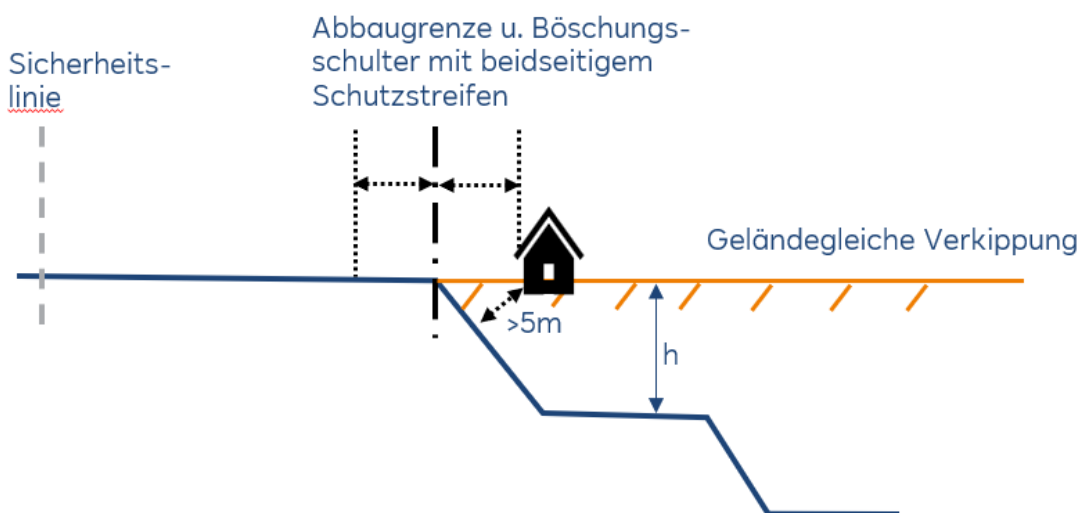 Sicherheits-
linie
Abbaugrenze u. Böschungs-
schulter mit beidseitigem
Schutzstreifen
Geländegleiche Verkippung
>5m
h